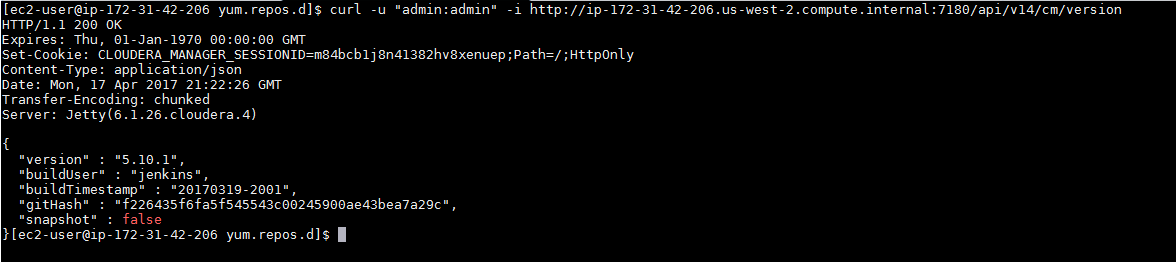 [ec2-user@ip-172-31-42-206 yum.repos.d]$ curl -u "admin:admin" -i http://ip-172-31-42-206.us-west-2.compute.internal:7180/api/v14/cm/version
HTTP/1.1 200 OK
Expires: Thu, 01-Jan-1970 00:00:00 GMT
Set-Cookie: CLOUDERA_MANAGER_SESSIONID=m84bcb1j8n41382hv8xenuep;Path=/;HttpOnly
Content-Type: application/json
Date: Mon, 17 Apr 2017 21:22:26 GMT
Transfer-Encoding: chunked
Server: Jetty(6.1.26.cloudera.4)
{
"version" : "5.10.1",
"buildUser" : "jenkins",
"buildTimestamp" : "20170319-2001",
"gitHash" : "f226435f6fa5f545543c00245900ae43bea7a29c",
"snapshot" : false
}[ec2-user@ip-172-31-42-206 yum.repos.d]$